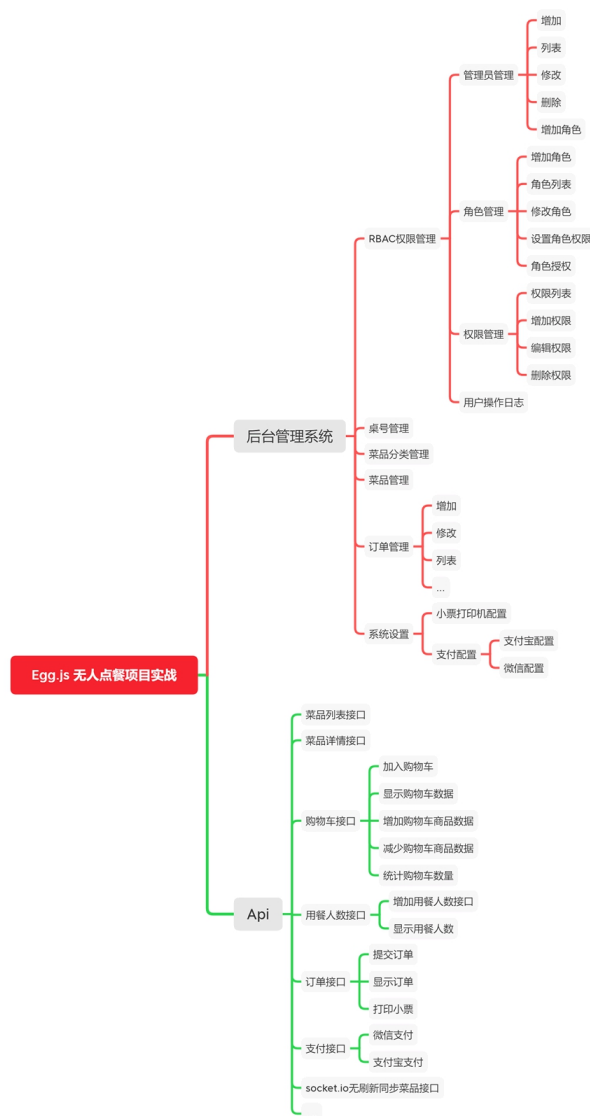 Egg.js 无人点餐项目实战
后台管理系统
RBAC权限管理
管理员管理
增加
列表
修改
删除
增加角色
角色管理
增加角色
角色列表
修改角色
设置角色权限
角色授权
权限管理
权限列表
增加权限
编辑权限
删除权限
用户操作日志
桌号管理
菜品分类管理
菜品管理
订单管理
增加
修改
列表
...
系统设置
小票打印机配置
支付配置
支付宝配置
微信配置
Api
菜品列表接口
菜品详情接口
购物车接口
加入购物车
显示购物车数据
增加购物车商品数据
减少购物车商品数据
统计购物车数量
用餐人数接口
增加用餐人数接口
显示用餐人数
订单接口
提交订单
显示订单
打印小票
支付接口
微信支付
支付宝支付
socket.io无刷新同步菜品接口